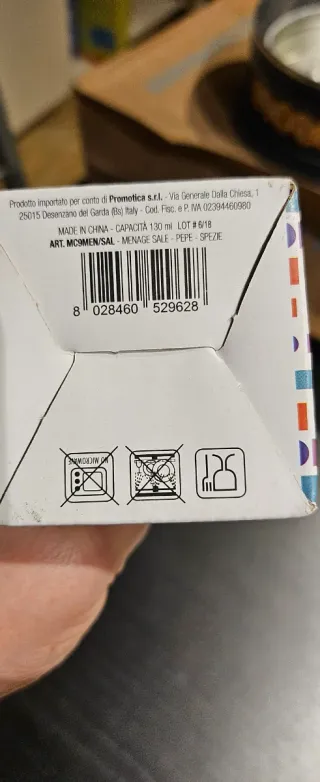 Prodotto importato per conto di Promotica s.r.l. - Via Generale Dalla Chiesa, 1
25015 Desenzano del Garda (Bs) Italy - Cod. Fisc. e P. IVA 02394460980
MADE IN CHINA - CAPACITÀ 130 ml LOT # 6/18
ART. MC9MEN/SAL - MENAGE SALE - PEPE - SPEZIE
8 028460 529628
NO MICROWAVE